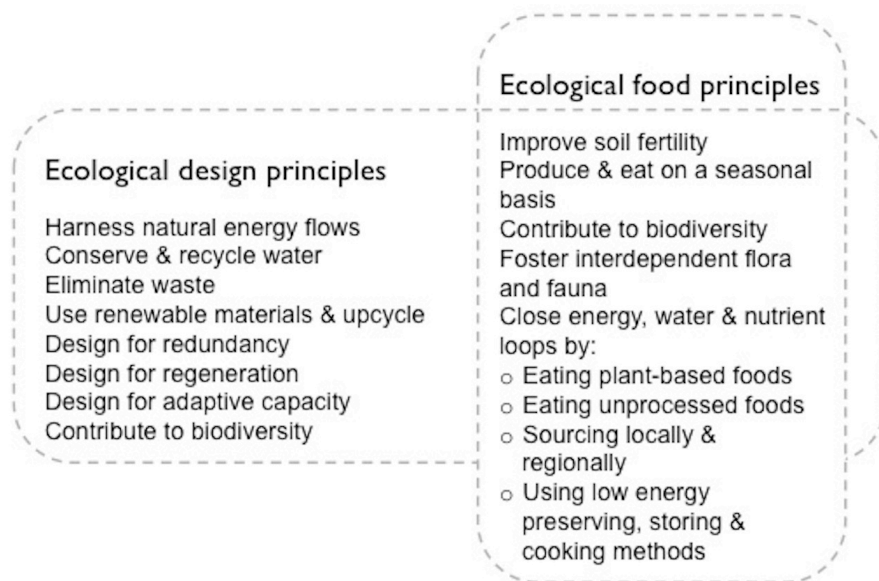 Ecological food principles
Improve soil fertility
Produce & eat on a seasonal
basis
Contribute to biodiversity
Foster interdependent flora
and fauna
Close energy, water & nutrient
loops by:
o Eating plant-based foods
o Eating unprocessed foods
o Sourcing locally &
regionally
o Using low energy
preserving, storing &
cooking methods
Ecological design principles
Harness natural energy flows
Conserve & recycle water
Eliminate waste
Use renewable materials & upcycle
Design for redundancy
Design for regeneration
Design for adaptive capacity
Contribute to biodiversity